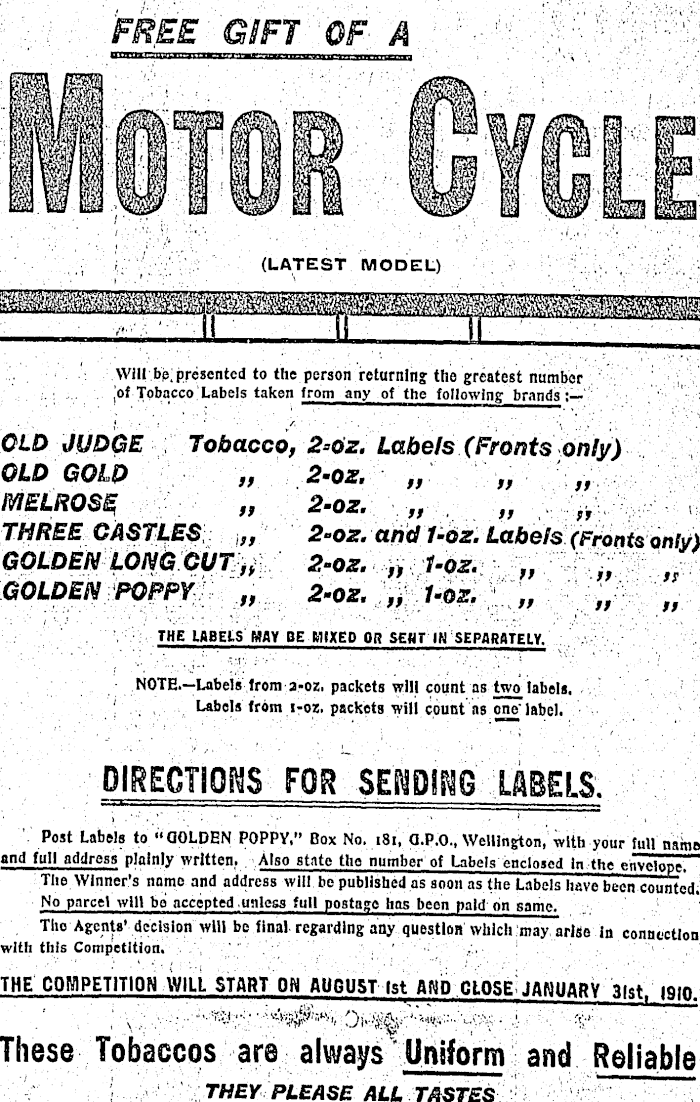 FREE GIFT OF A
MOTOR CYCLE
(LATEST MODEL)
Will be presented to the person returning the greatest number
of Tobacco Labels taken from any of the following brands :—
OLD JUDGE Tobacco, 2-oz. Labels (Fronts only)
OLD GOLD ,, 2-oz. ,, ,, ,,
MELROSE ,, 2-oz. ,, ,, ,,
THREE CASTLES ,, 2-oz. and 1-oz. Labels (Fronts only)
GOLDEN LONG CUT ,, 2-oz. ,, 1-oz. ,, ,, ,,
GOLDEN POPPY ,, 2-oz. ,, 1-oz. ,, ,, ,,
THE LABELS MAY BE MIXED OR SENT IN SEPARATELY.
NOTE.—Labels from 2-oz. packets will count as two labels.
Labels from 1-oz. packets will count as one label.
DIRECTIONS FOR SENDING LABELS.
Post Labels to "GOLDEN POPPY," Box No. 181, G.P.O., Wellington, with your full name
and full address plainly written. Also state the number of Labels enclosed in the envelope.
The Winner's name and address will be published as soon as the Labels have been counted.
No parcel will be accepted unless full postage has been paid on same.
The Agents' decision will be final regarding any question which may arise in connection
with this Competition.
THE COMPETITION WILL START ON AUGUST 1st AND CLOSE JANUARY 31st, 1910.
These Tobaccos are always Uniform and Reliable
THEY PLEASE ALL TASTES